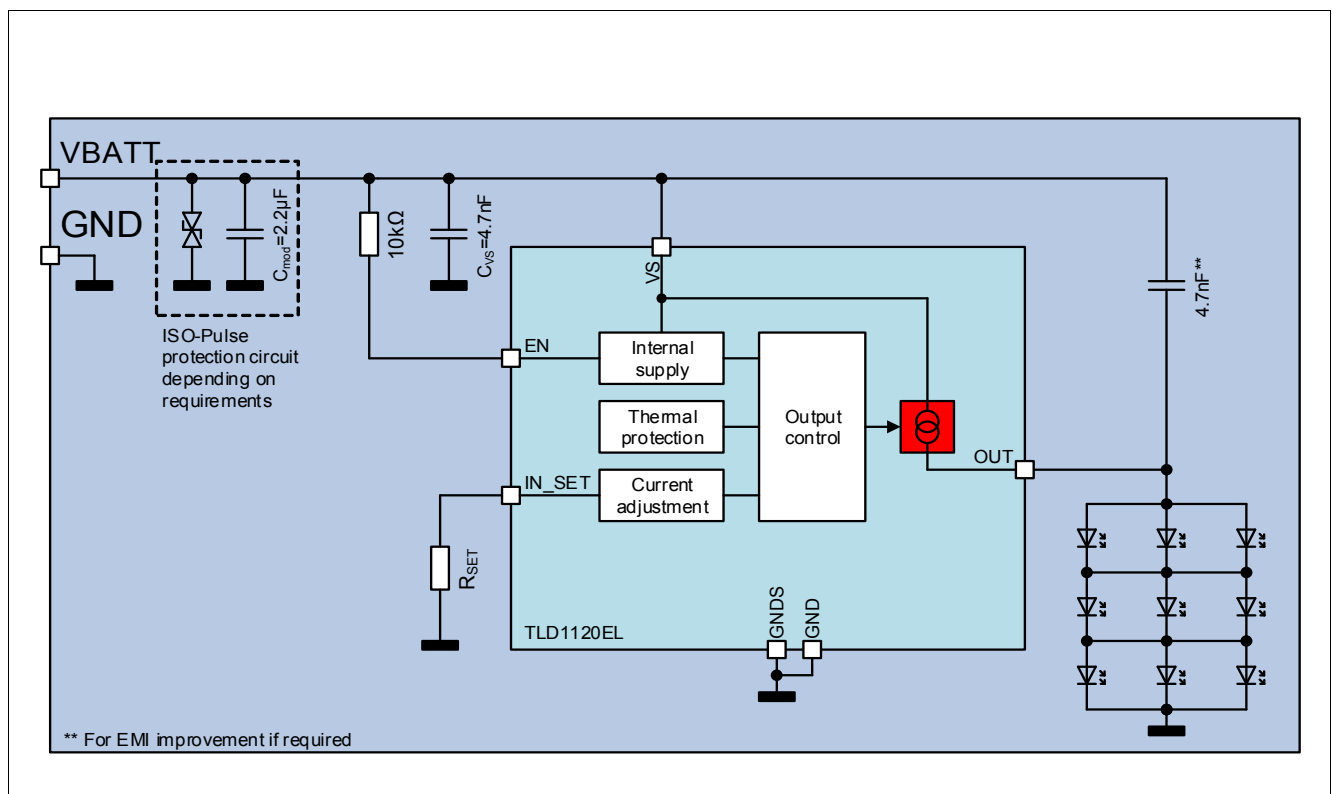 VBATT
GND
Cmod=2.2µF
10kΩ
CVS=4.7nF
4.7nF**
ISO-Pulse
protection circuit
depending on
requirements
VS
EN
Internal
supply
Thermal
protection
Output
control
OUT
IN_SET
Current
adjustment
RSET
GNDS
GND
TLD1120EL
** For EMI improvement if required